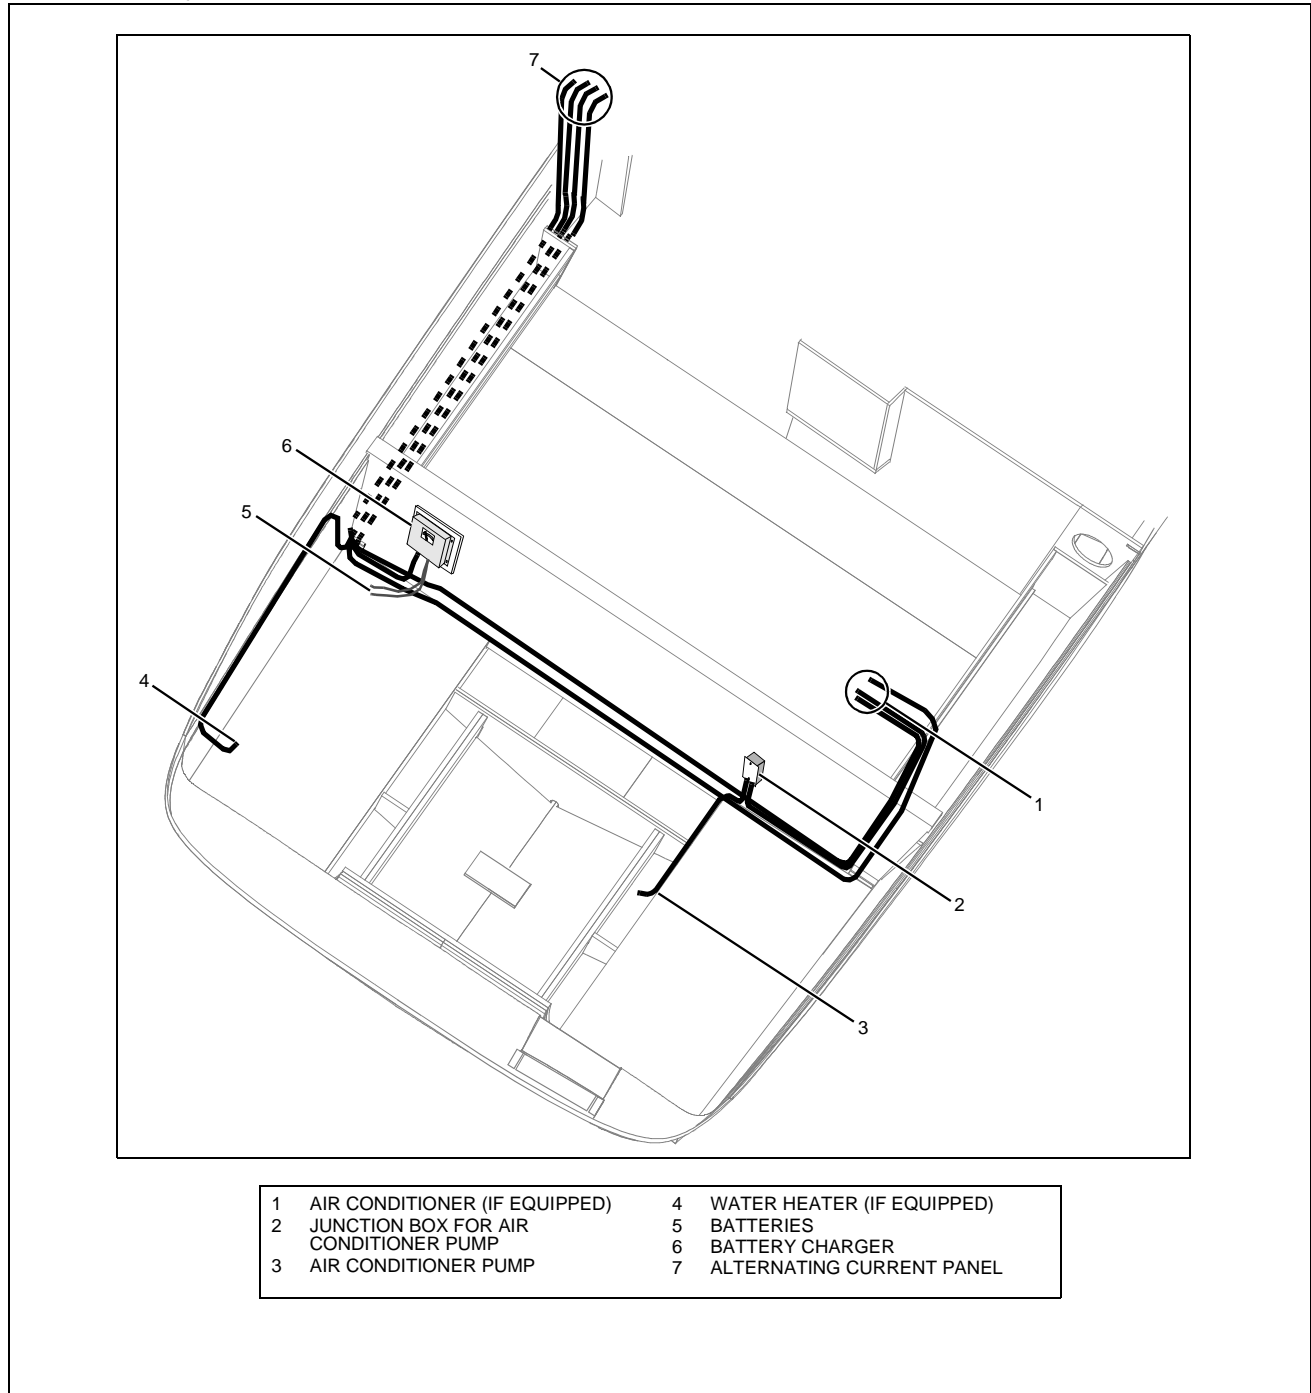 7
6
5
4
1
2
3
1 AIR CONDITIONER (IF EQUIPPED)
2 JUNCTION BOX FOR AIR
CONDITIONER PUMP
3 AIR CONDITIONER PUMP
4 WATER HEATER (IF EQUIPPED)
5 BATTERIES
6 BATTERY CHARGER
7 ALTERNATING CURRENT PANEL